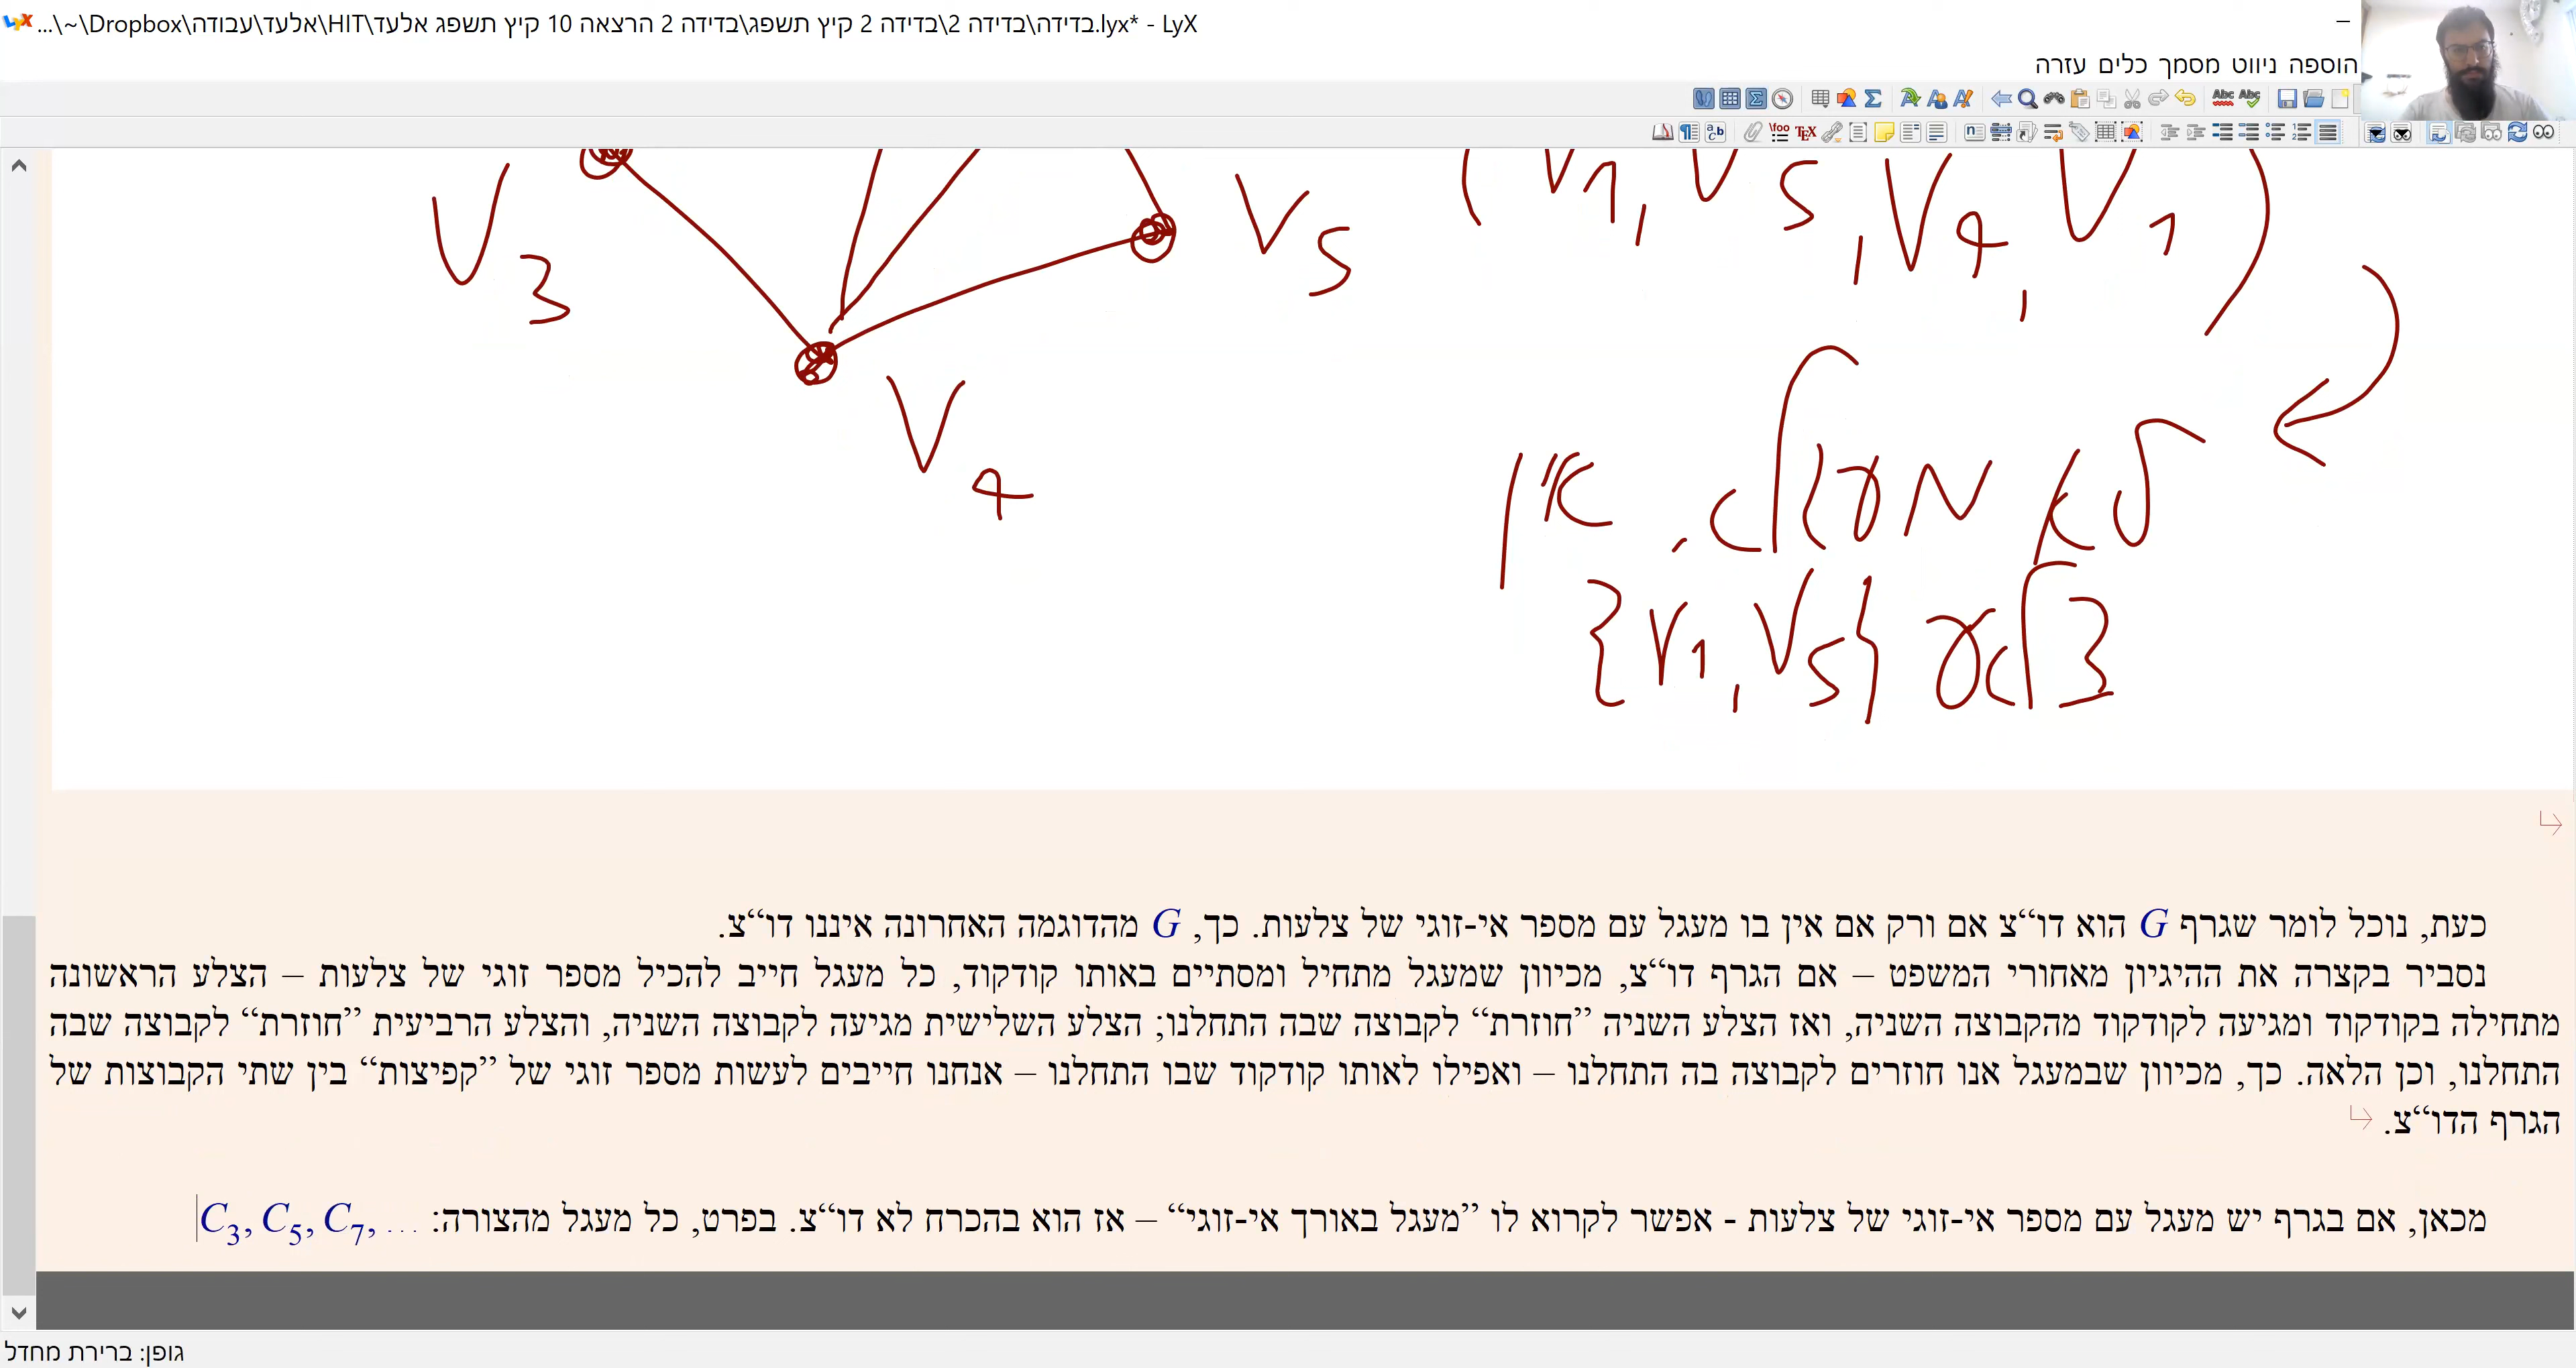 ...\~\Dropbox\אלעד\עבודה\HIT\בדידה\בדידה 2\בדידה 2 קיץ תשפג\בדידה 2 הרצאה 10 קיץ תשפג אלעד.lyx* - LyX
הוספה ניווט מסמך כלים עזרה
(V1, V5, V4, V1)
V3
V5
V4
לא מעגל. אין
צלע {V1, V5}
כעת, נוכל לומר שגרף G הוא דו“צ אם ורק אם אין בו מעגל עם מספר אי-זוגי של צלעות. כך, G מהדוגמה האחרונה איננו דו“צ.
נסביר בקצרה את ההיגיון מאחורי המשפט – אם הגרף דו“צ, מכיוון שמעגל מתחיל ומסתיים באותו קודקוד, כל מעגל חייב להכיל מספר זוגי של צלעות – הצלע הראשונה
מתחילה בקודקוד ומגיעה לקודקוד מהקבוצה השניה, ואז הצלע השניה ”חוזרת“ לקבוצה שבה התחלנו; הצלע השלישית מגיעה לקבוצה השניה, והצלע הרביעית ”חוזרת“ לקבוצה שבה
התחלנו, וכן הלאה. כך, מכיוון שבמעגל אנו חוזרים לקבוצה בה התחלנו – ואפילו לאותו קודקוד שבו התחלנו – אנחנו חייבים לעשות מספר זוגי של ”קפיצות“ בין שתי הקבוצות של
הגרף הדו“צ.
מכאן, אם בגרף יש מעגל עם מספר אי-זוגי של צלעות - אפשר לקרוא לו ”מעגל באורך אי-זוגי“ – אז הוא בהכרח לא דו“צ. בפרט, כל מעגל מהצורה: C3, C5, C7, ...
גופן: ברירת מחדל